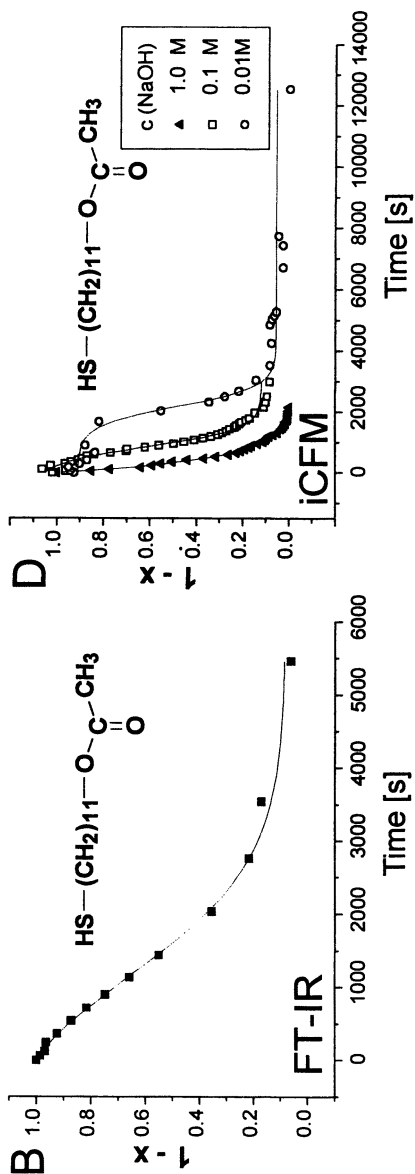 B
HS—(CH2)11—O—C—CH3
O
FT-IR
1 - x
1.0
0.8
0.6
0.4
0.2
0.0
0
1000
2000
3000
4000
5000
6000
Time [s]
D
HS—(CH2)11—O—C—CH3
O
c (NaOH)
▲ 1.0 M
□ 0.1 M
○ 0.01M
iCFM
1 - x
1.0
0.8
0.6
0.4
0.2
0.0
0
2000
4000
6000
8000
10000
12000
14000
Time [s]